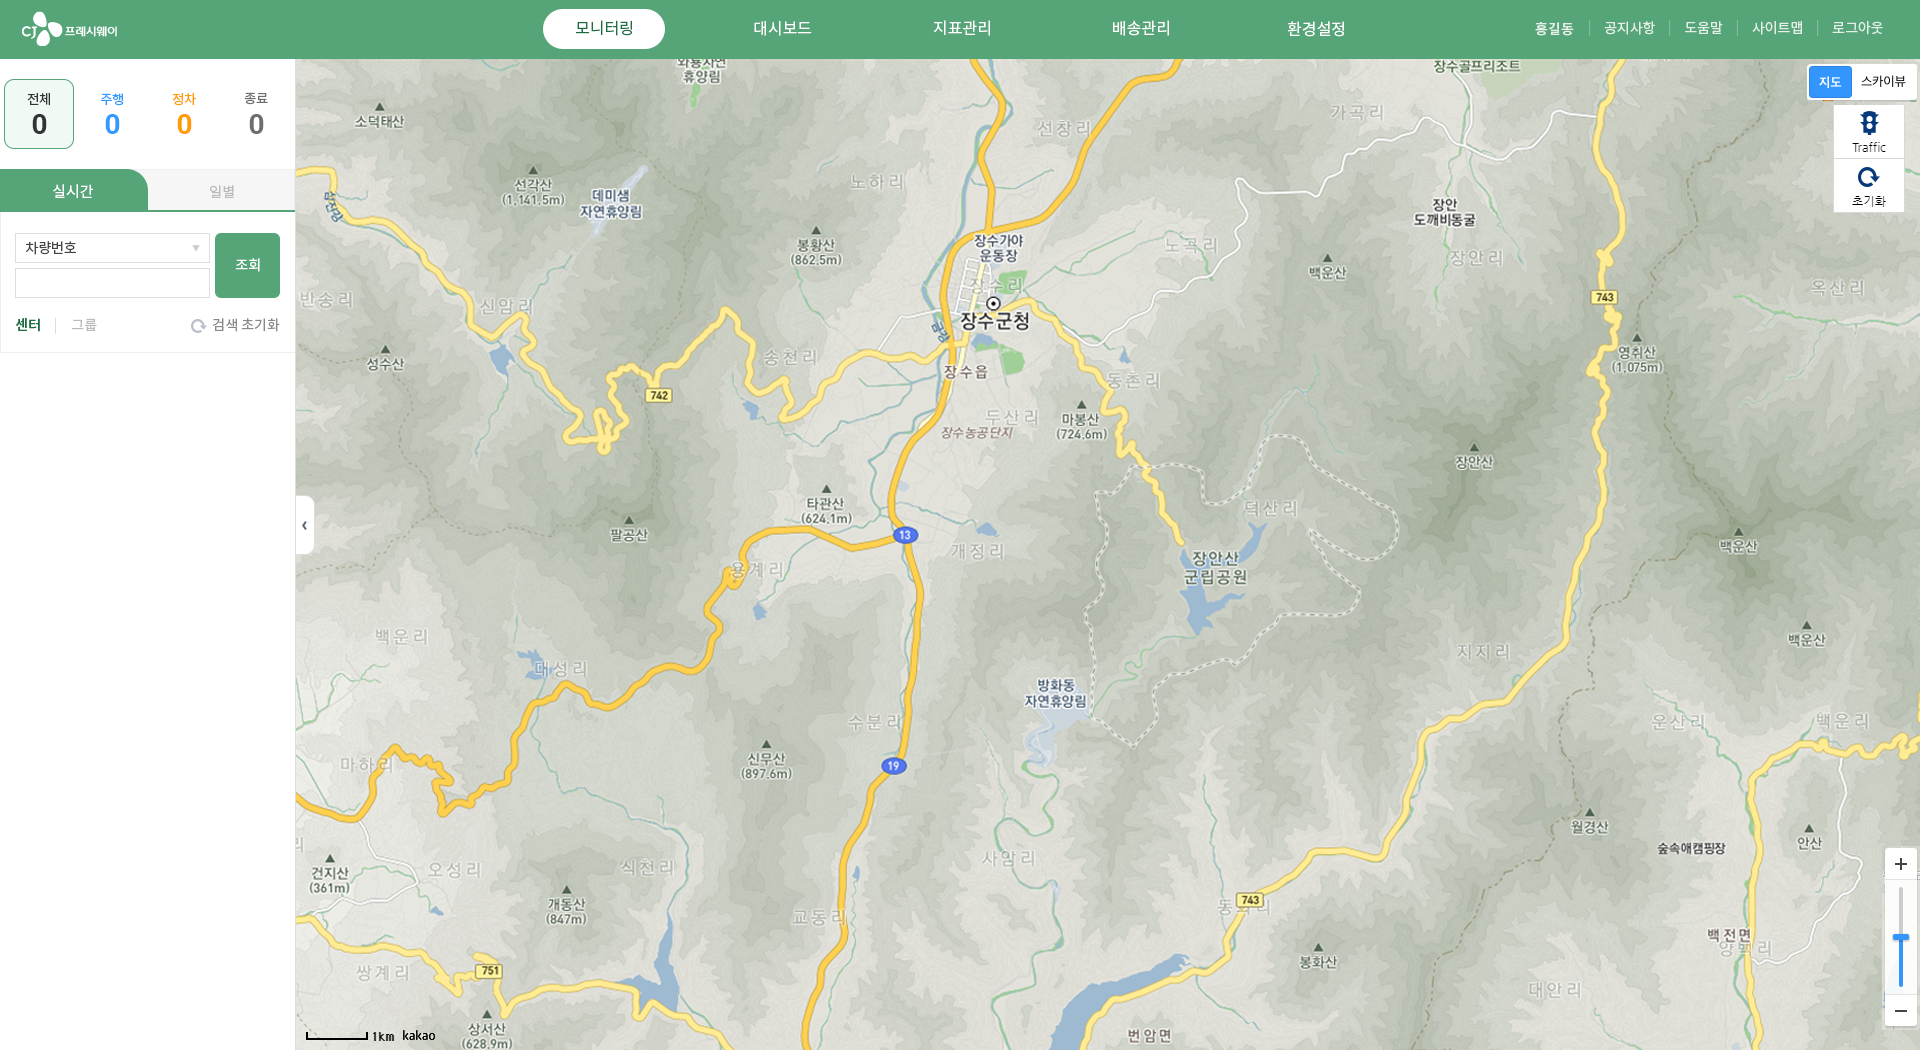 CJ 프레시웨이
모니터링
대시보드
지표관리
배송관리
환경설정
홍길동
공지사항
도움말
사이트맵
로그아웃
전체
0
주행
0
정차
0
종료
0
실시간
일별
차량번호
조회
센터
그룹
검색 초기화
지도
스카이뷰
Traffic
초기화
와룡자연
휴양림
장수골프리조트
소덕태산
선창리
가곡리
선각산
(1,141.5m)
데미샘
자연휴양림
노하리
섬진강
장안
도깨비동굴
봉황산
(862.5m)
장수가야
운동장
노곡리
백운산
장안리
반송리
신암리
장수리
743
옥산리
장수군청
금강
성수산
송천리
영취산
(1,075m)
742
장수읍
동촌리
두산리
마봉산
(724.6m)
장수농공단지
장안산
타관산
(624.1m)
덕산리
팔공산
13
개정리
백운산
장안산
군립공원
용계리
백운리
백운산
대성리
지지리
방화동
자연휴양림
수분리
운산리
백운리
마하리
신무산
(897.6m)
19
월경산
안산
숲속애캠핑장
건지산
(361m)
오성리
식천리
사암리
개동산
(847m)
743
교동리
백전면
봉화산
쌍계리
751
대안리
상서산
(628.9m)
번암면
1km
kakao